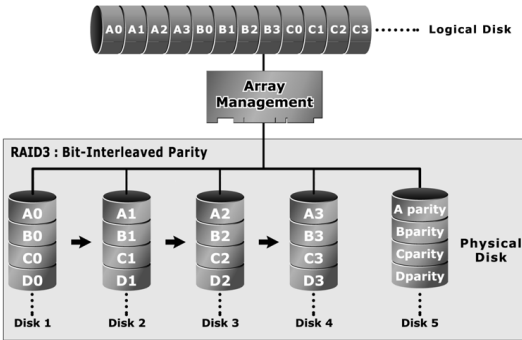 A0 A1 A2 A3 B0 B1 B2 B3 C0 C1 C2 C3 Logical Disk
Array
Management
RAID3 : Bit-Interleaved Parity
A0 A1 A2 A3 A parity
B0 B1 B2 B3 Bparity
C0 C1 C2 C3 Cparity
D0 D1 D2 D3 Dparity
Physical
Disk
Disk 1 Disk 2 Disk 3 Disk 4 Disk 5